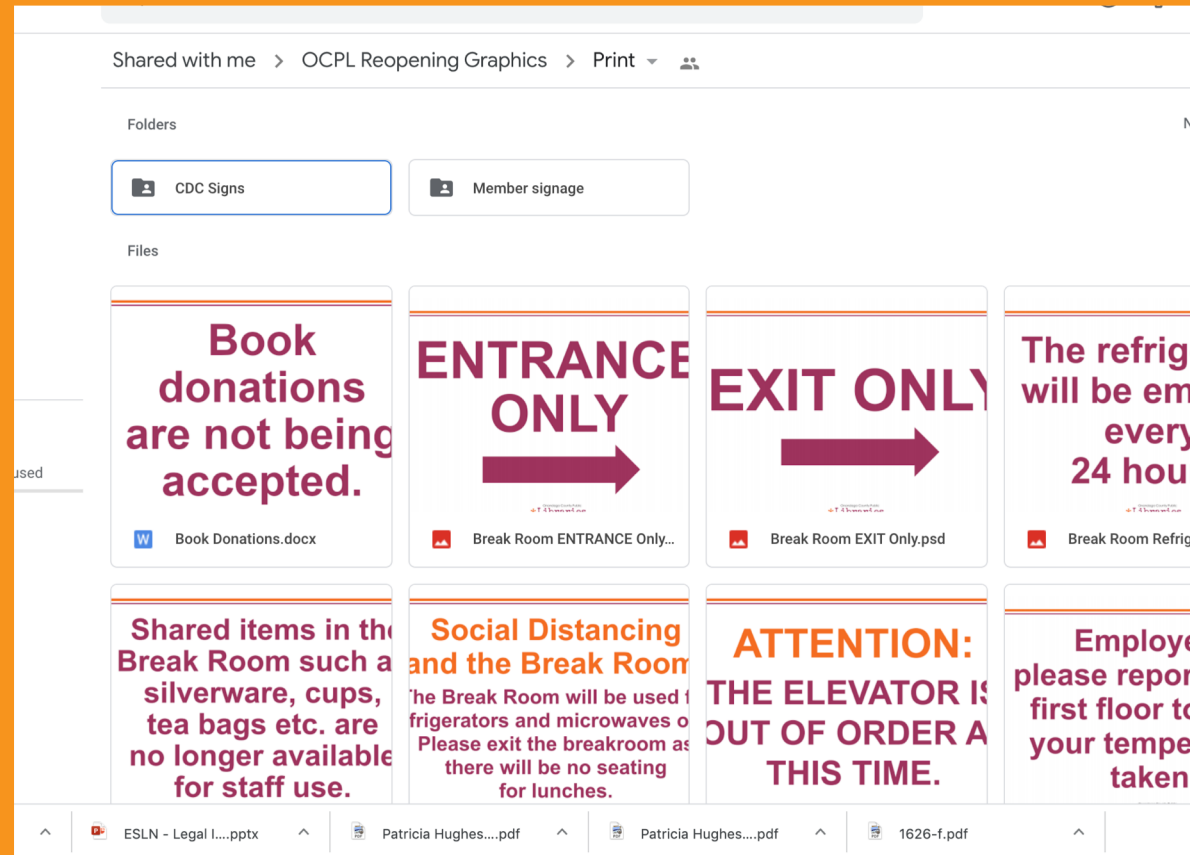 Shared with me > OCPL Reopening Graphics > Print
Folders
N
CDC Signs
Member signage
Files
Book
donations
are not being
accepted.
Book Donations.docx
ENTRANCE
ONLY
Libraries
Break Room ENTRANCE Only...
EXIT ONLY
Libraries
Break Room EXIT Only.psd
The refrig
will be em
every
24 hou
Libraries
Break Room Refrig
used
Shared items in the
Break Room such a
silverware, cups,
tea bags etc. are
no longer available
for staff use.
Social Distancing
and the Break Room
The Break Room will be used f
frigerators and microwaves o
Please exit the breakroom as
there will be no seating
for lunches.
ATTENTION:
THE ELEVATOR IS
OUT OF ORDER A
THIS TIME.
Employe
please repor
first floor to
your tempe
taken
ESLN - Legal I....pptx
Patricia Hughes....pdf
Patricia Hughes....pdf
1626-f.pdf